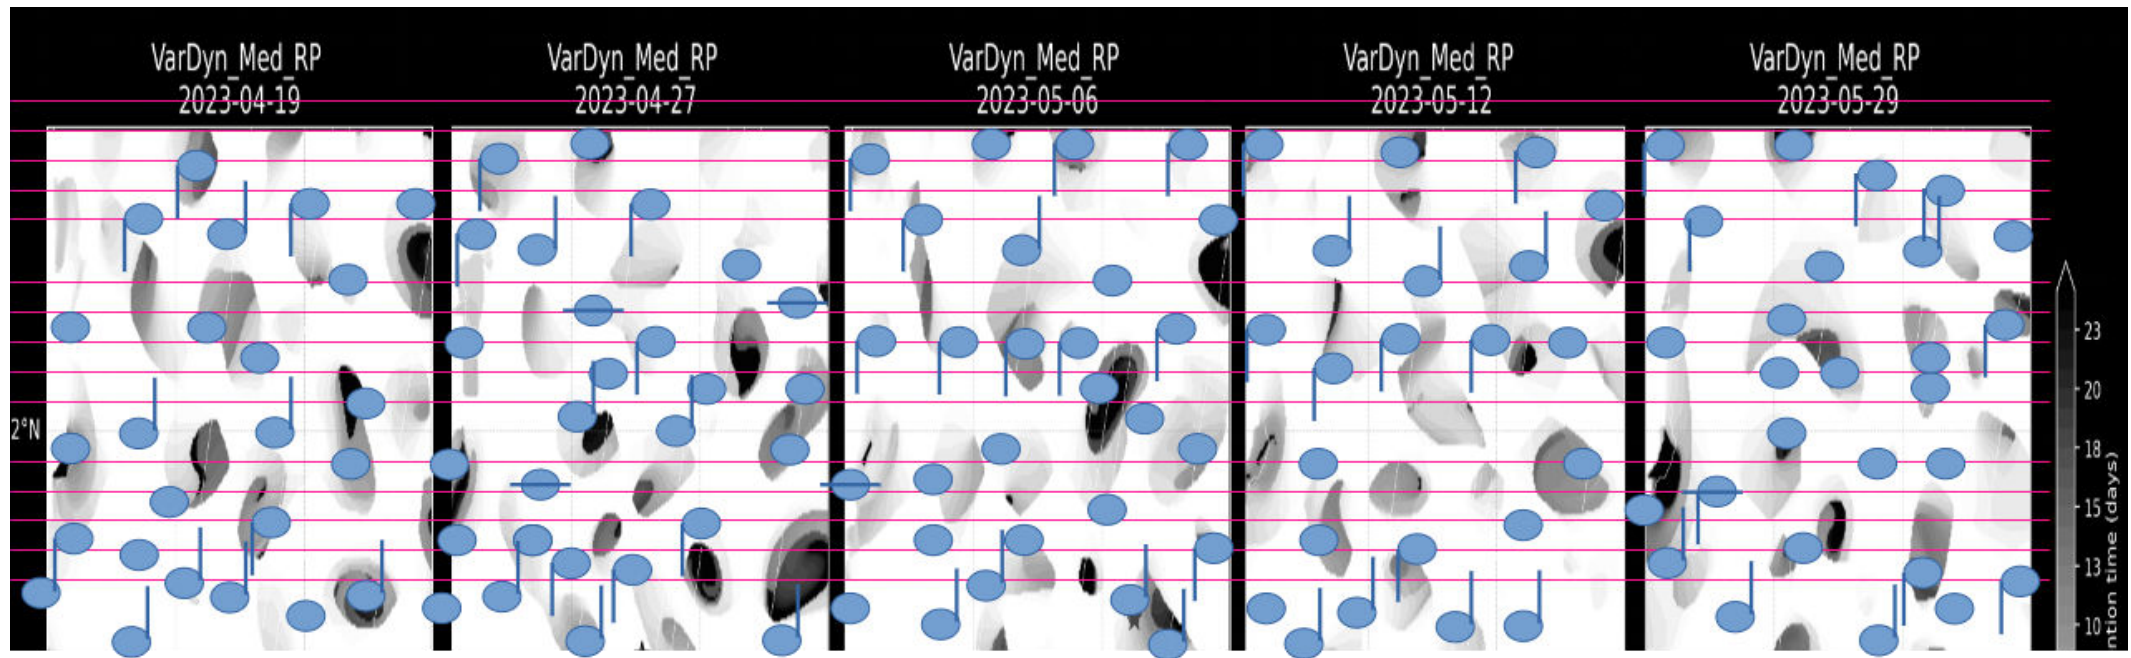 VarDyn_Med_RP
2023-04-19
VarDyn_Med_RP
2023-04-27
VarDyn_Med_RP
2023-05-06
VarDyn_Med_RP
2023-05-12
VarDyn_Med_RP
2023-05-29
2°N
23
20
18
15
13
10
ntion time (days)